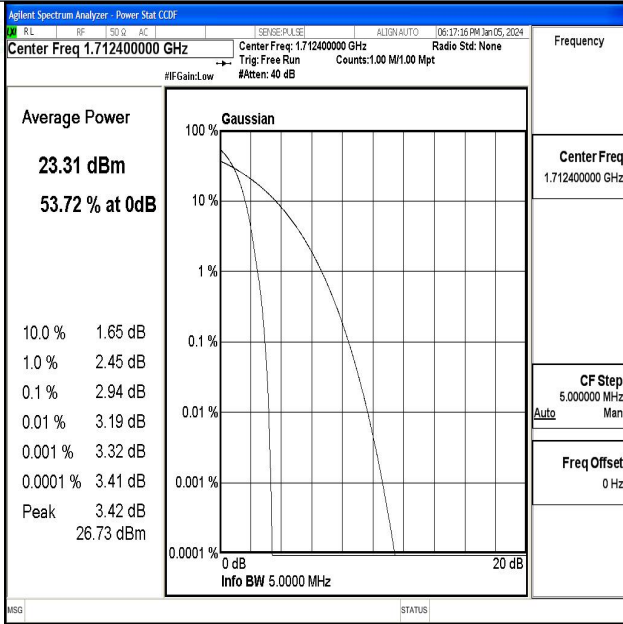 Agilent Spectrum Analyzer - Power Stat CCDF
LXI RL RF 50 Ω AC SENSE:PULSE ALIGN AUTO 06:17:16 PM Jan 05, 2024
Center Freq 1.712400000 GHz
Center Freq: 1.712400000 GHz Radio Std: None
Trig: Free Run Counts:1.00 M/1.00 Mpt
#IFGain:Low #Atten: 40 dB
Frequency
Average Power
23.31 dBm
53.72 % at 0dB
10.0 % 1.65 dB
1.0 % 2.45 dB
0.1 % 2.94 dB
0.01 % 3.19 dB
0.001 % 3.32 dB
0.0001 % 3.41 dB
Peak 3.42 dB
26.73 dBm
Gaussian
100 %
10 %
1 %
0.1 %
0.01 %
0.001 %
0.0001 %
0 dB 20 dB
Info BW 5.0000 MHz
Center Freq
1.712400000 GHz
CF Step
5.000000 MHz
Auto Man
Freq Offset
0 Hz
MSG STATUS